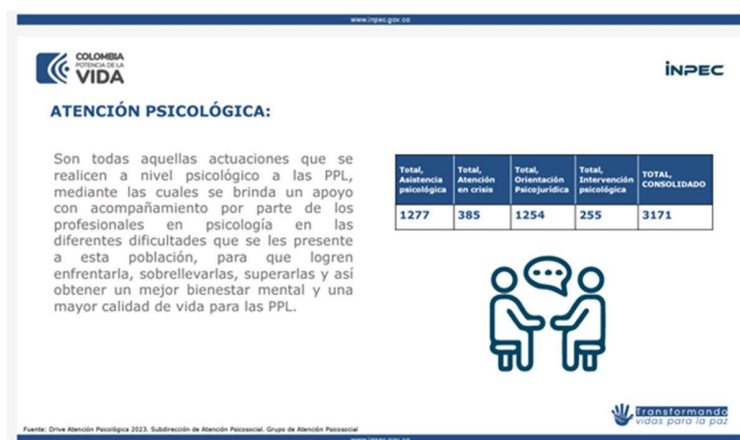 www.inpec.gov.co
COLOMBIA
POTENCIA DE LA
VIDA
INPEC
ATENCIÓN PSICOLÓGICA:
Son todas aquellas actuaciones que se
realicen a nivel psicológico a las PPL,
mediante las cuales se brinda un apoyo
con acompañamiento por parte de los
profesionales en psicología en las
diferentes dificultades que se les presente
a esta población, para que logren
enfrentarla, sobrellevarlas, superarlas y así
obtener un mejor bienestar mental y una
mayor calidad de vida para las PPL.
Total, Asistencia psicológica
Total, Atención en crisis
Total, Orientación Psicojurídica
Total, Intervención psicológica
TOTAL, CONSOLIDADO
1277 385 1254 255 3171
Transformando
vidas para la paz
Fuente: Drive Atención Psicológica 2023. Subdirección de Atención Psicosocial. Grupo de Atención Psicosocial
www.inpec.gov.co